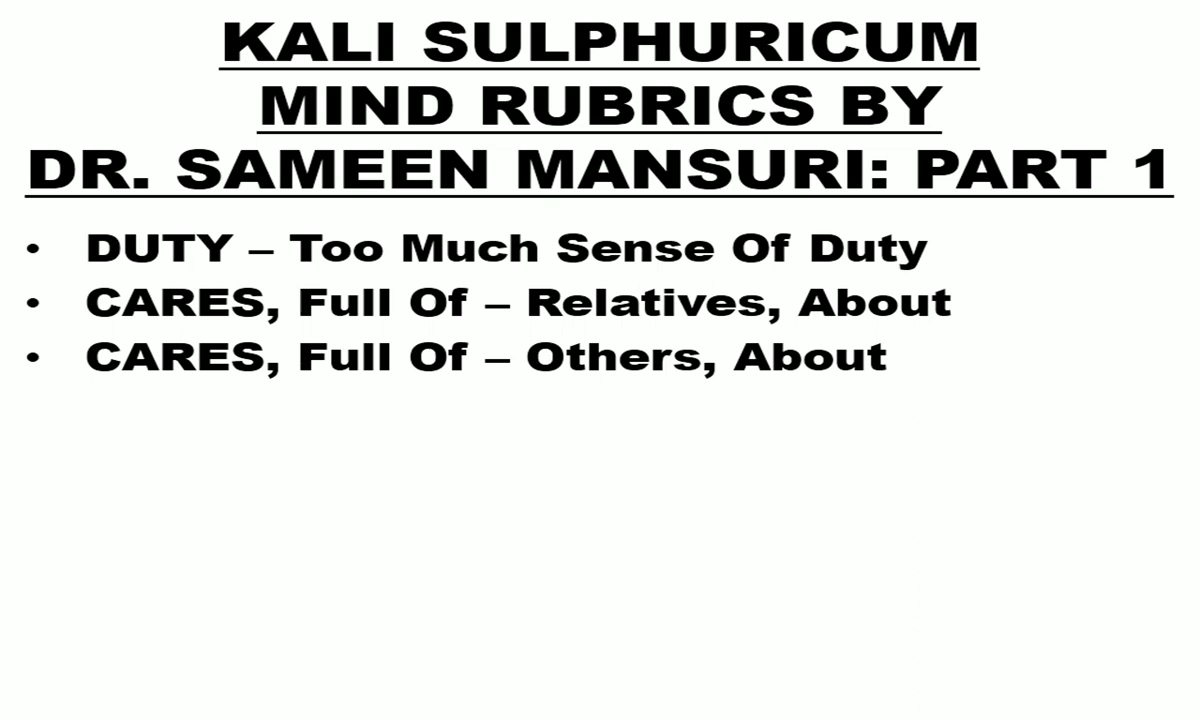 KALI SULPHURICUM
MIND RUBRICS BY
DR. SAMEEN MANSURI: PART 1
• DUTY – Too Much Sense Of Duty
• CARES, Full Of – Relatives, About
• CARES, Full Of – Others, About